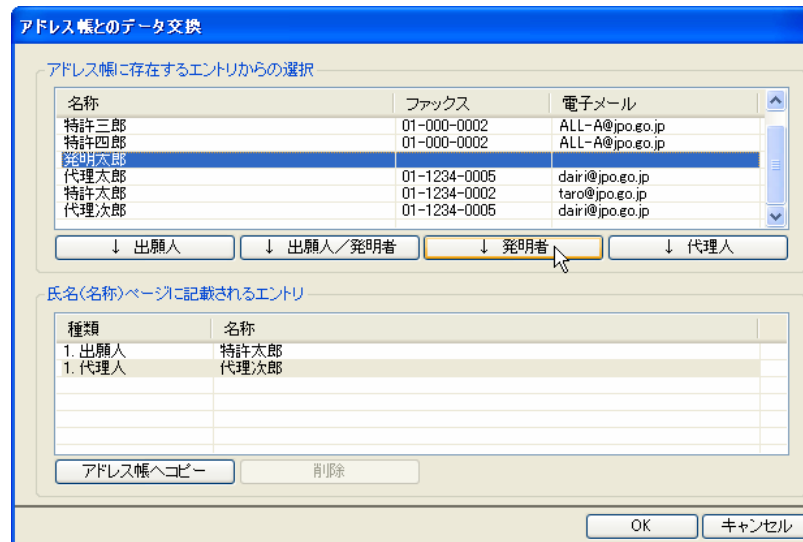 アドレス帳とのデータ交換
アドレス帳に存在するエントリからの選択
名称 ファックス 電子メール
特許三郎 01-000-0002 ALL-A@jpo.go.jp
特許四郎 01-000-0002 ALL-A@jpo.go.jp
発明太郎
代理太郎 01-1234-0005 dairi@jpo.go.jp
特許太郎 01-1234-0002 taro@jpo.go.jp
代理次郎 01-1234-0005 dairi@jpo.go.jp
↓ 出願人 ↓ 出願人／発明者 ↓ 発明者 ↓ 代理人
氏名(名称)ページに記載されるエントリ
種類 名称
1. 出願人 特許太郎
1. 代理人 代理次郎
アドレス帳へコピー 削除
OK キャンセル